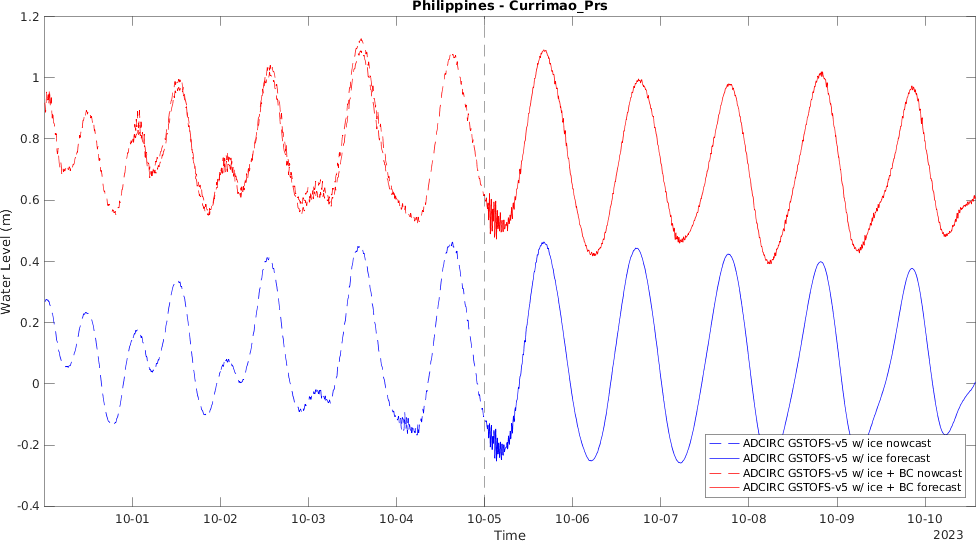 Philippines - Currimao_Prs
1.2
1
0.8
0.6
0.4
0.2
0
-0.2
-0.4
Water Level (m)
ADCIRC GSTOFS-v5 w/ ice nowcast
ADCIRC GSTOFS-v5 w/ ice forecast
ADCIRC GSTOFS-v5 w/ ice + BC nowcast
ADCIRC GSTOFS-v5 w/ ice + BC forecast
10-01 10-02 10-03 10-04 10-05 10-06 10-07 10-08 10-09 10-10
Time
2023